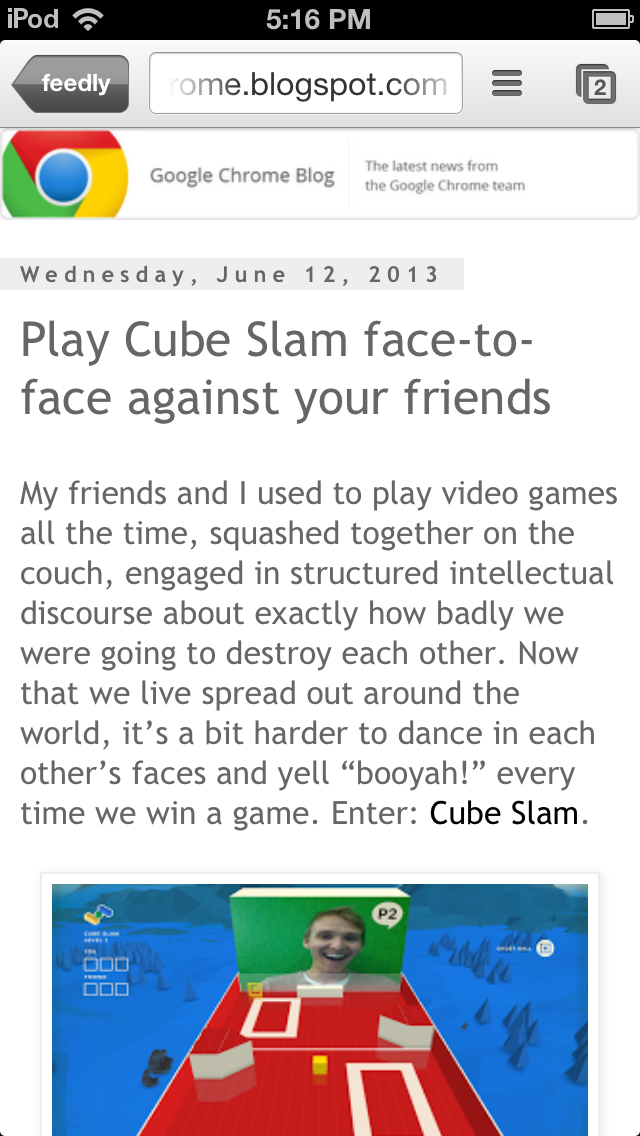 iPod 5:16 PM
feedly rome.blogspot.com 2
Google Chrome Blog
The latest news from
the Google Chrome team
Wednesday, June 12, 2013
Play Cube Slam face-to-
face against your friends
My friends and I used to play video games
all the time, squashed together on the
couch, engaged in structured intellectual
discourse about exactly how badly we
were going to destroy each other. Now
that we live spread out around the
world, it’s a bit harder to dance in each
other’s faces and yell “booyah!” every
time we win a game. Enter: Cube Slam.
P2
CUBE SLAM
LEVEL
YOU
FRIEND
GHOST BALL